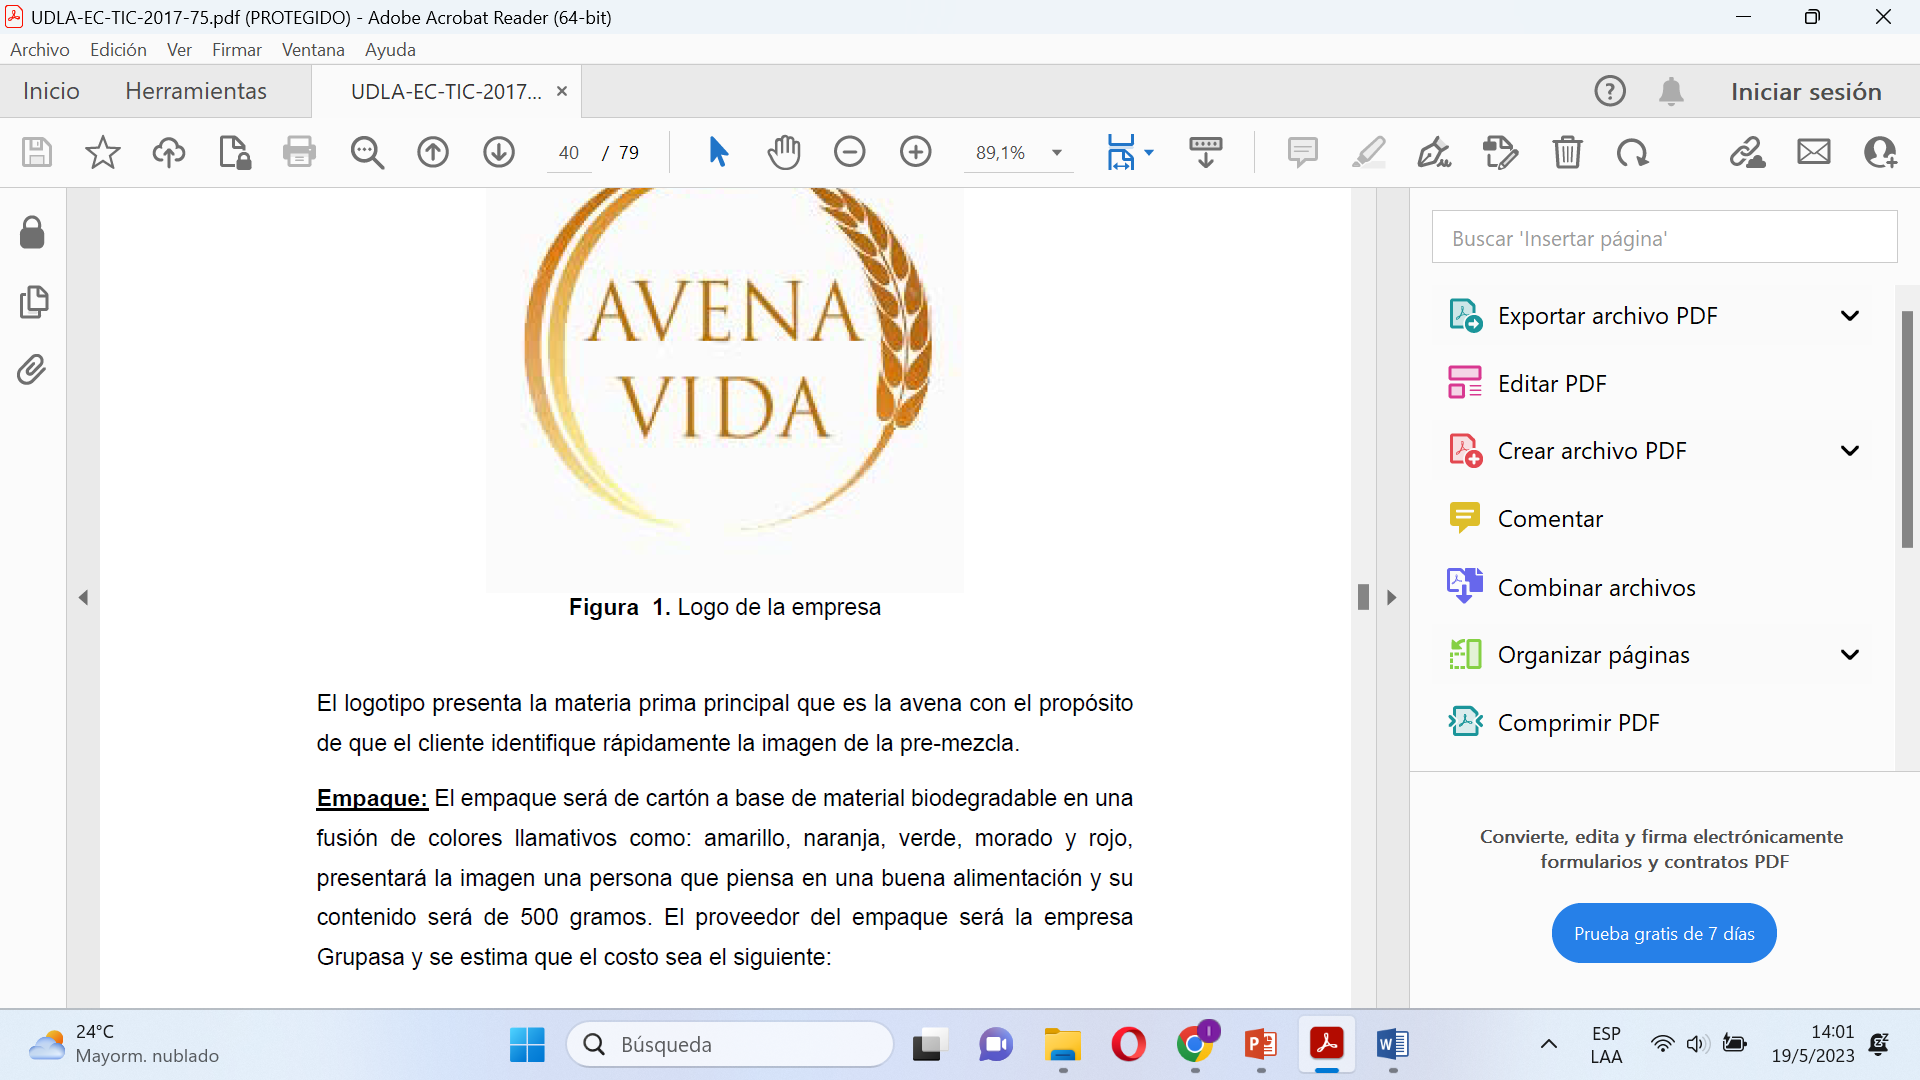 UDLA-EC-TIC-2017-75.pdf (PROTEGIDO) - Adobe Acrobat Reader (64-bit)
Archivo Edición Ver Firmar Ventana Ayuda
Inicio Herramientas UDLA-EC-TIC-2017... Iniciar sesión
40 / 79 89,1%
AVENA
VIDA
Figura 1. Logo de la empresa
El logotipo presenta la materia prima principal que es la avena con el propósito
de que el cliente identifique rápidamente la imagen de la pre-mezcla.
Empaque: El empaque será de cartón a base de material biodegradable en una
fusión de colores llamativos como: amarillo, naranja, verde, morado y rojo,
presentará la imagen una persona que piensa en una buena alimentación y su
contenido será de 500 gramos. El proveedor del empaque será la empresa
Grupasa y se estima que el costo sea el siguiente:
Buscar 'Insertar página'
Exportar archivo PDF
Editar PDF
Crear archivo PDF
Comentar
Combinar archivos
Organizar páginas
Comprimir PDF
Convierte, edita y firma electrónicamente
formularios y contratos PDF
Prueba gratis de 7 días
24°C
Mayorm. nublado
Búsqueda
I
ESP
LAA
14:01
19/5/2023